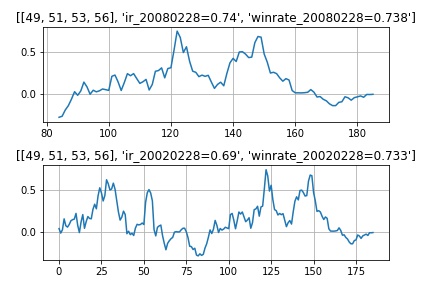 [[49, 51, 53, 56], 'ir_20080228=0.74', 'winrate_20080228=0.738']
0.5
0.0
80 100 120 140 160 180
[[49, 51, 53, 56], 'ir_20020228=0.69', 'winrate_20020228=0.733']
0.5
0.0
0 25 50 75 100 125 150 175